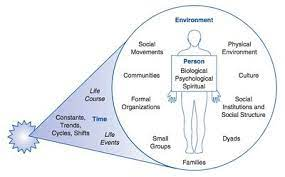 Environment
Social
Movements
Physical
Environment
Person
Biological
Psychological
Spiritual
Communities
Culture
Life
Course
Formal
Organizations
Social
Institutions and
Social Structure
Constants,
Trends,
Cycles, Shifts
Time
Life
Events
Small
Groups
Dyads
Families